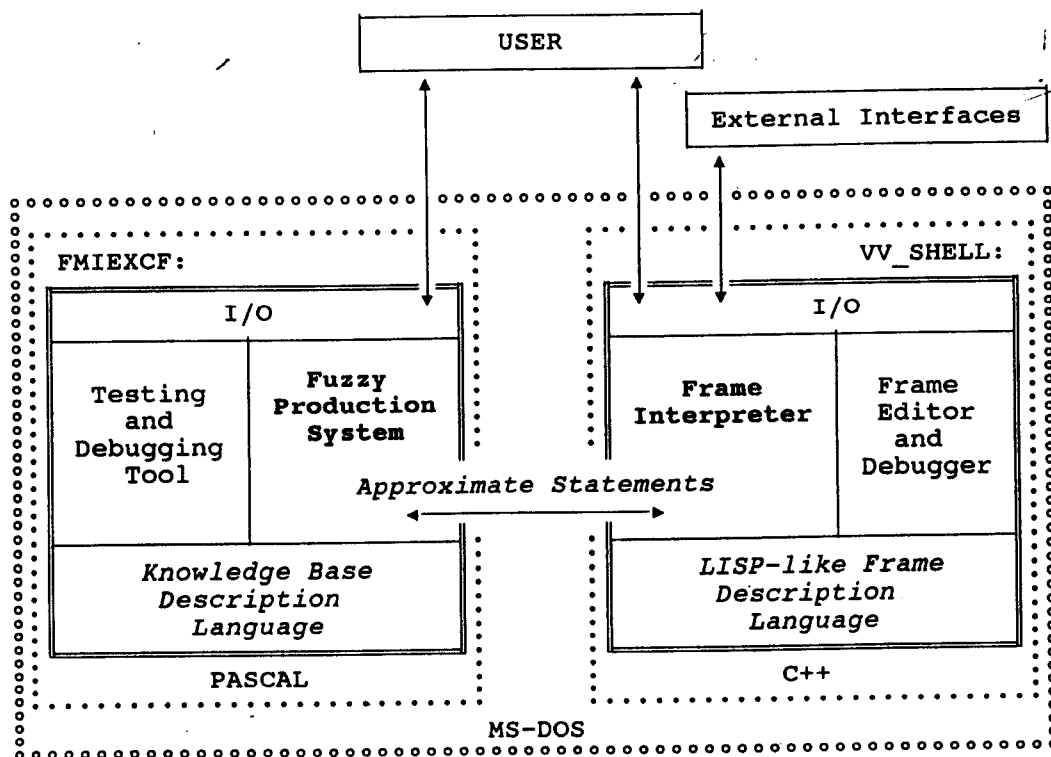 USER
External Interfaces
FMIEXCF:
I/O
Testing
and
Debugging
Tool
Fuzzy
Production
System
VV_SHELL:
I/O
Frame
Interpreter
Frame
Editor
and
Debugger
Approximate Statements
Knowledge Base
Description
Language
PASCAL
LISP-like Frame
Description
Language
C++
MS-DOS